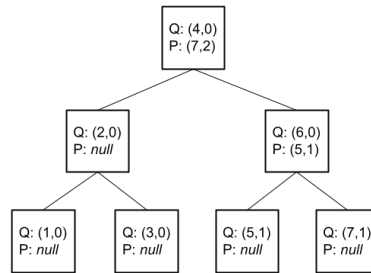 Q: (4,0)
P: (7,2)
Q: (2,0)
P: null
Q: (6,0)
P: (5,1)
Q: (1,0)
P: null
Q: (3,0)
P: null
Q: (5,1)
P: null
Q: (7,1)
P: null